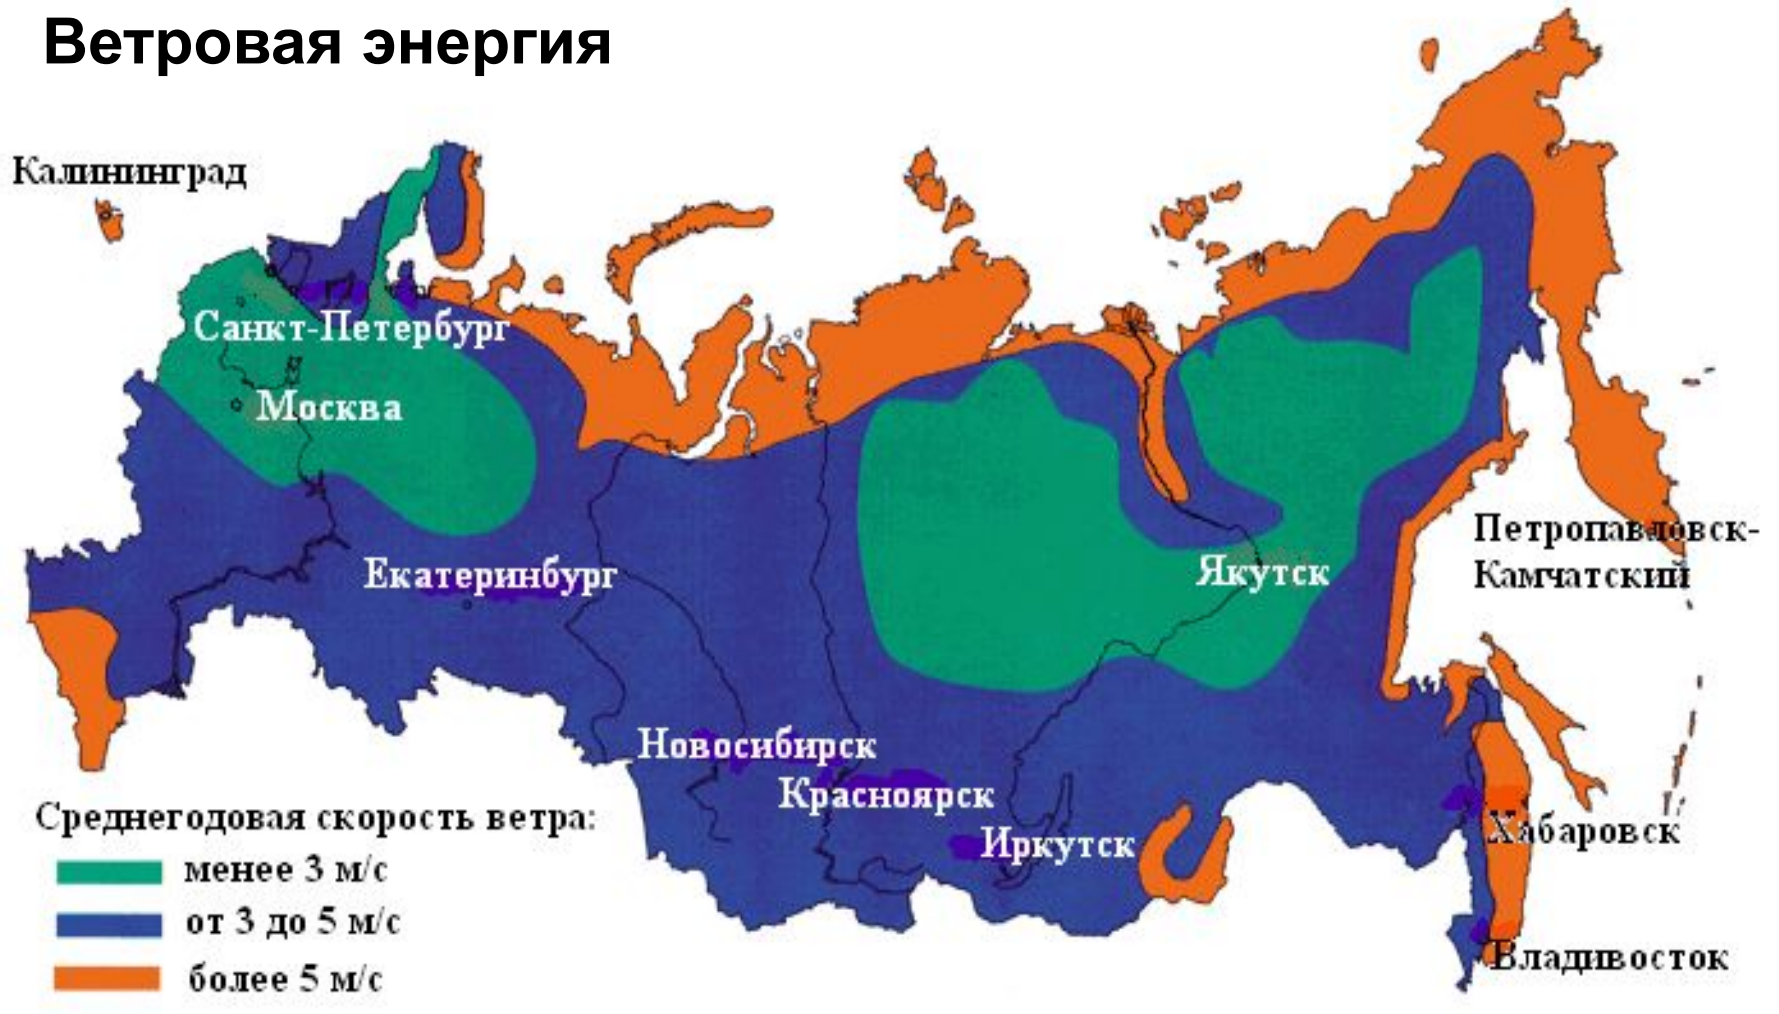 Ветровая энергия
Калининград
Санкт-Петербург
Москва
Екатеринбург
Петропавловск-
Камчатский
Якутск
Новосибирск
Красноярск
Иркутск
Хабаровск
Владивосток
Среднегодовая скорость ветра:
менее 3 м/с
от 3 до 5 м/с
более 5 м/с